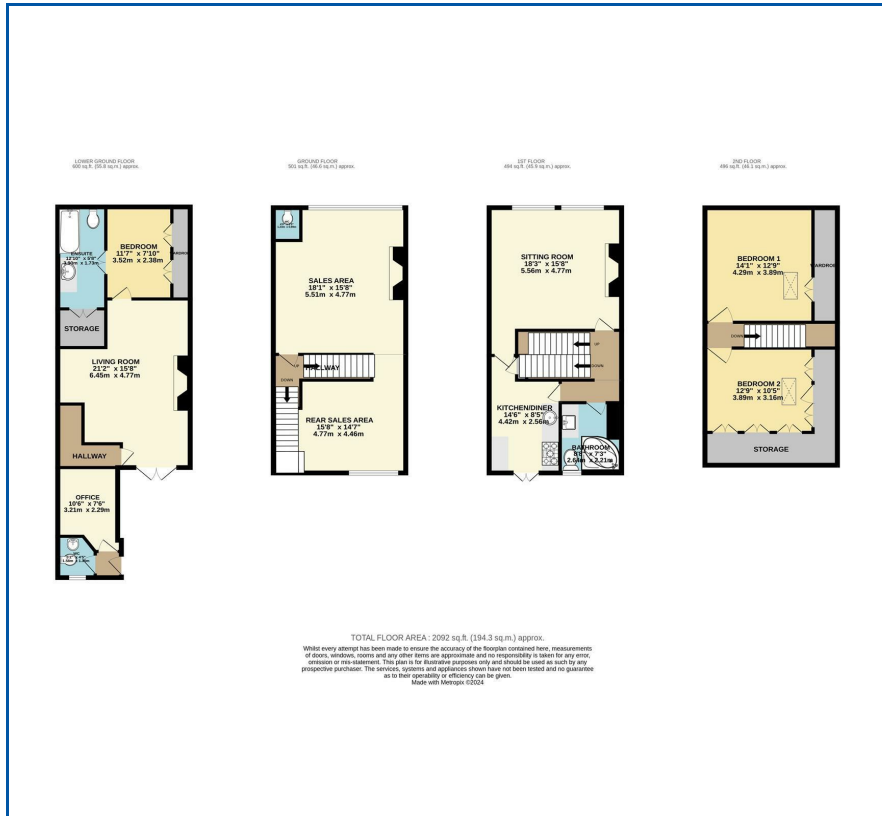 LOWER GROUND FLOOR
600 sq.ft. (55.8 sq.m.) approx.
ENSUITE
BEDROOM
11'7" x 7'10"
3.52m x 2.38m
STORAGE
LIVING ROOM
21'2" x 15'8"
6.45m x 4.77m
HALLWAY
OFFICE
10'6" x 7'6"
3.21m x 2.29m
GROUND FLOOR
501 sq.ft. (46.6 sq.m.) approx.
SALES AREA
18'1" x 15'8"
5.51m x 4.77m
UP
HALLWAY
DOWN
REAR SALES AREA
15'8" x 14'7"
4.77m x 4.46m
1ST FLOOR
494 sq.ft. (45.9 sq.m.) approx.
SITTING ROOM
18'3" x 15'8"
5.56m x 4.77m
UP
DOWN
KITCHEN/DINER
14'6" x 8'5"
4.42m x 2.56m
BATHROOM
2ND FLOOR
496 sq.ft. (46.1 sq.m.) approx.
BEDROOM 1
14'1" x 12'9"
4.29m x 3.89m
DOWN
BEDROOM 2
12'9" x 10'5"
3.89m x 3.16m
STORAGE
TOTAL FLOOR AREA : 2092 sq.ft. (194.3 sq.m.) approx.
Whilst every attempt has been made to ensure the accuracy of the floorplan contained here, measurements
of doors, windows, rooms and any other items are approximate and no responsibility is taken for any error,
omission or mis-statement. This plan is for illustrative purposes only and should be used as such by any
prospective purchaser. The services, systems and appliances shown have not been tested and no guarantee
as to their operability or efficiency can be given.
Made with Metropix ©2024